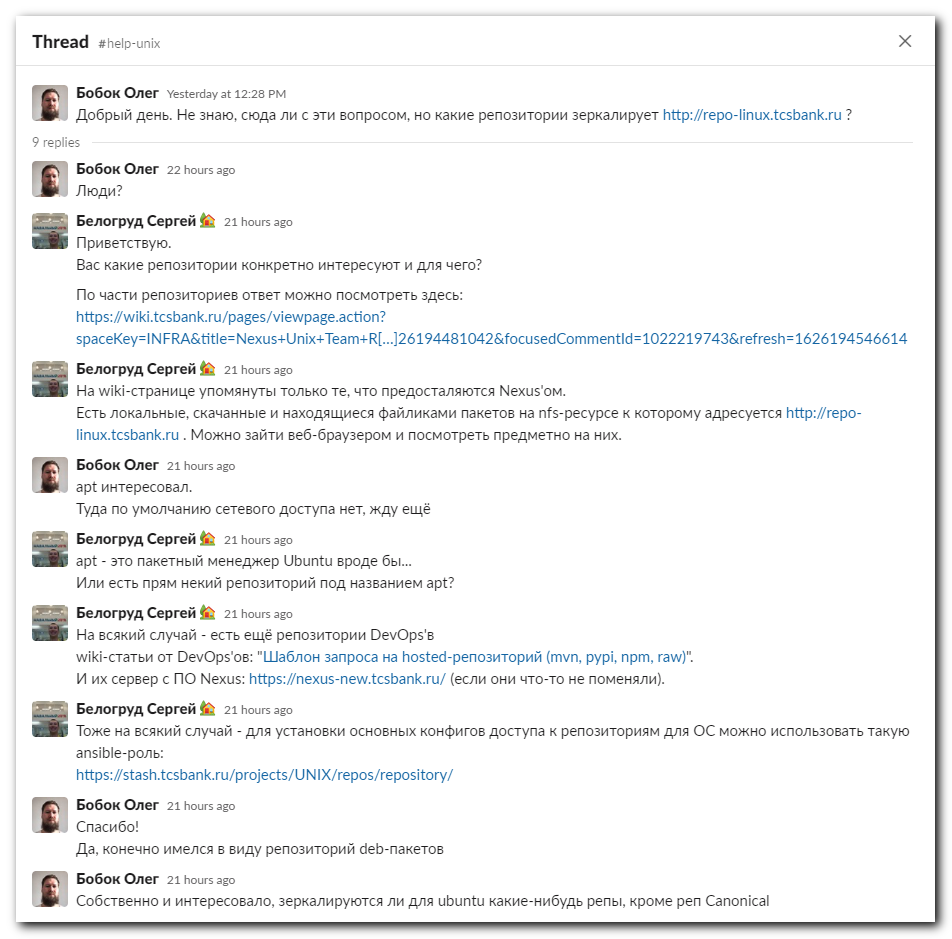 Thread #help-unix
Бобок Олег Yesterday at 12:28 PM
Добрый день. Не знаю, сюда ли с эти вопросом, но какие репозитории зеркалирует http://repo-linux.tcsbank.ru ?
9 replies
Бобок Олег 22 hours ago
Люди?
Белогруд Сергей 21 hours ago
Приветствую.
Вас какие репозитории конкретно интересуют и для чего?
По части репозиториев ответ можно посмотреть здесь:
https://wiki.tcsbank.ru/pages/viewpage.action?
spaceKey=INFRA&title=Nexus+Unix+Team+R[...]26194481042&focusedCommentId=1022219743&refresh=1626194546614
Белогруд Сергей 21 hours ago
На wiki-странице упомянуты только те, что предосталяются Nexus'ом.
Есть локальные, скачанные и находящиеся файликами пакетов на nfs-ресурсе к которому адресуется http://repo-
linux.tcsbank.ru . Можно зайти веб-браузером и посмотреть предметно на них.
Бобок Олег 21 hours ago
apt интересовал.
Туда по умолчанию сетевого доступа нет, жду ещё
Белогруд Сергей 21 hours ago
apt - это пакетный менеджер Ubuntu вроде бы...
Или есть прям некий репозиторий под названием apt?
Белогруд Сергей 21 hours ago
На всякий случай - есть ещё репозитории DevOps'в
wiki-статьи от DevOps'ов: "Шаблон запроса на hosted-репозиторий (mvn, pypi, npm, raw)".
И их сервер с ПО Nexus: https://nexus-new.tcsbank.ru/ (если они что-то не поменяли).
Белогруд Сергей 21 hours ago
Тоже на всякий случай - для установки основных конфигов доступа к репозиториям для ОС можно использовать такую
ansible-роль:
https://stash.tcsbank.ru/projects/UNIX/repos/repository/
Бобок Олег 21 hours ago
Спасибо!
Да, конечно имелся в виду репозиторий deb-пакетов
Бобок Олег 21 hours ago
Собственно и интересовало, зеркалируются ли для ubuntu какие-нибудь репы, кроме реп Canonical